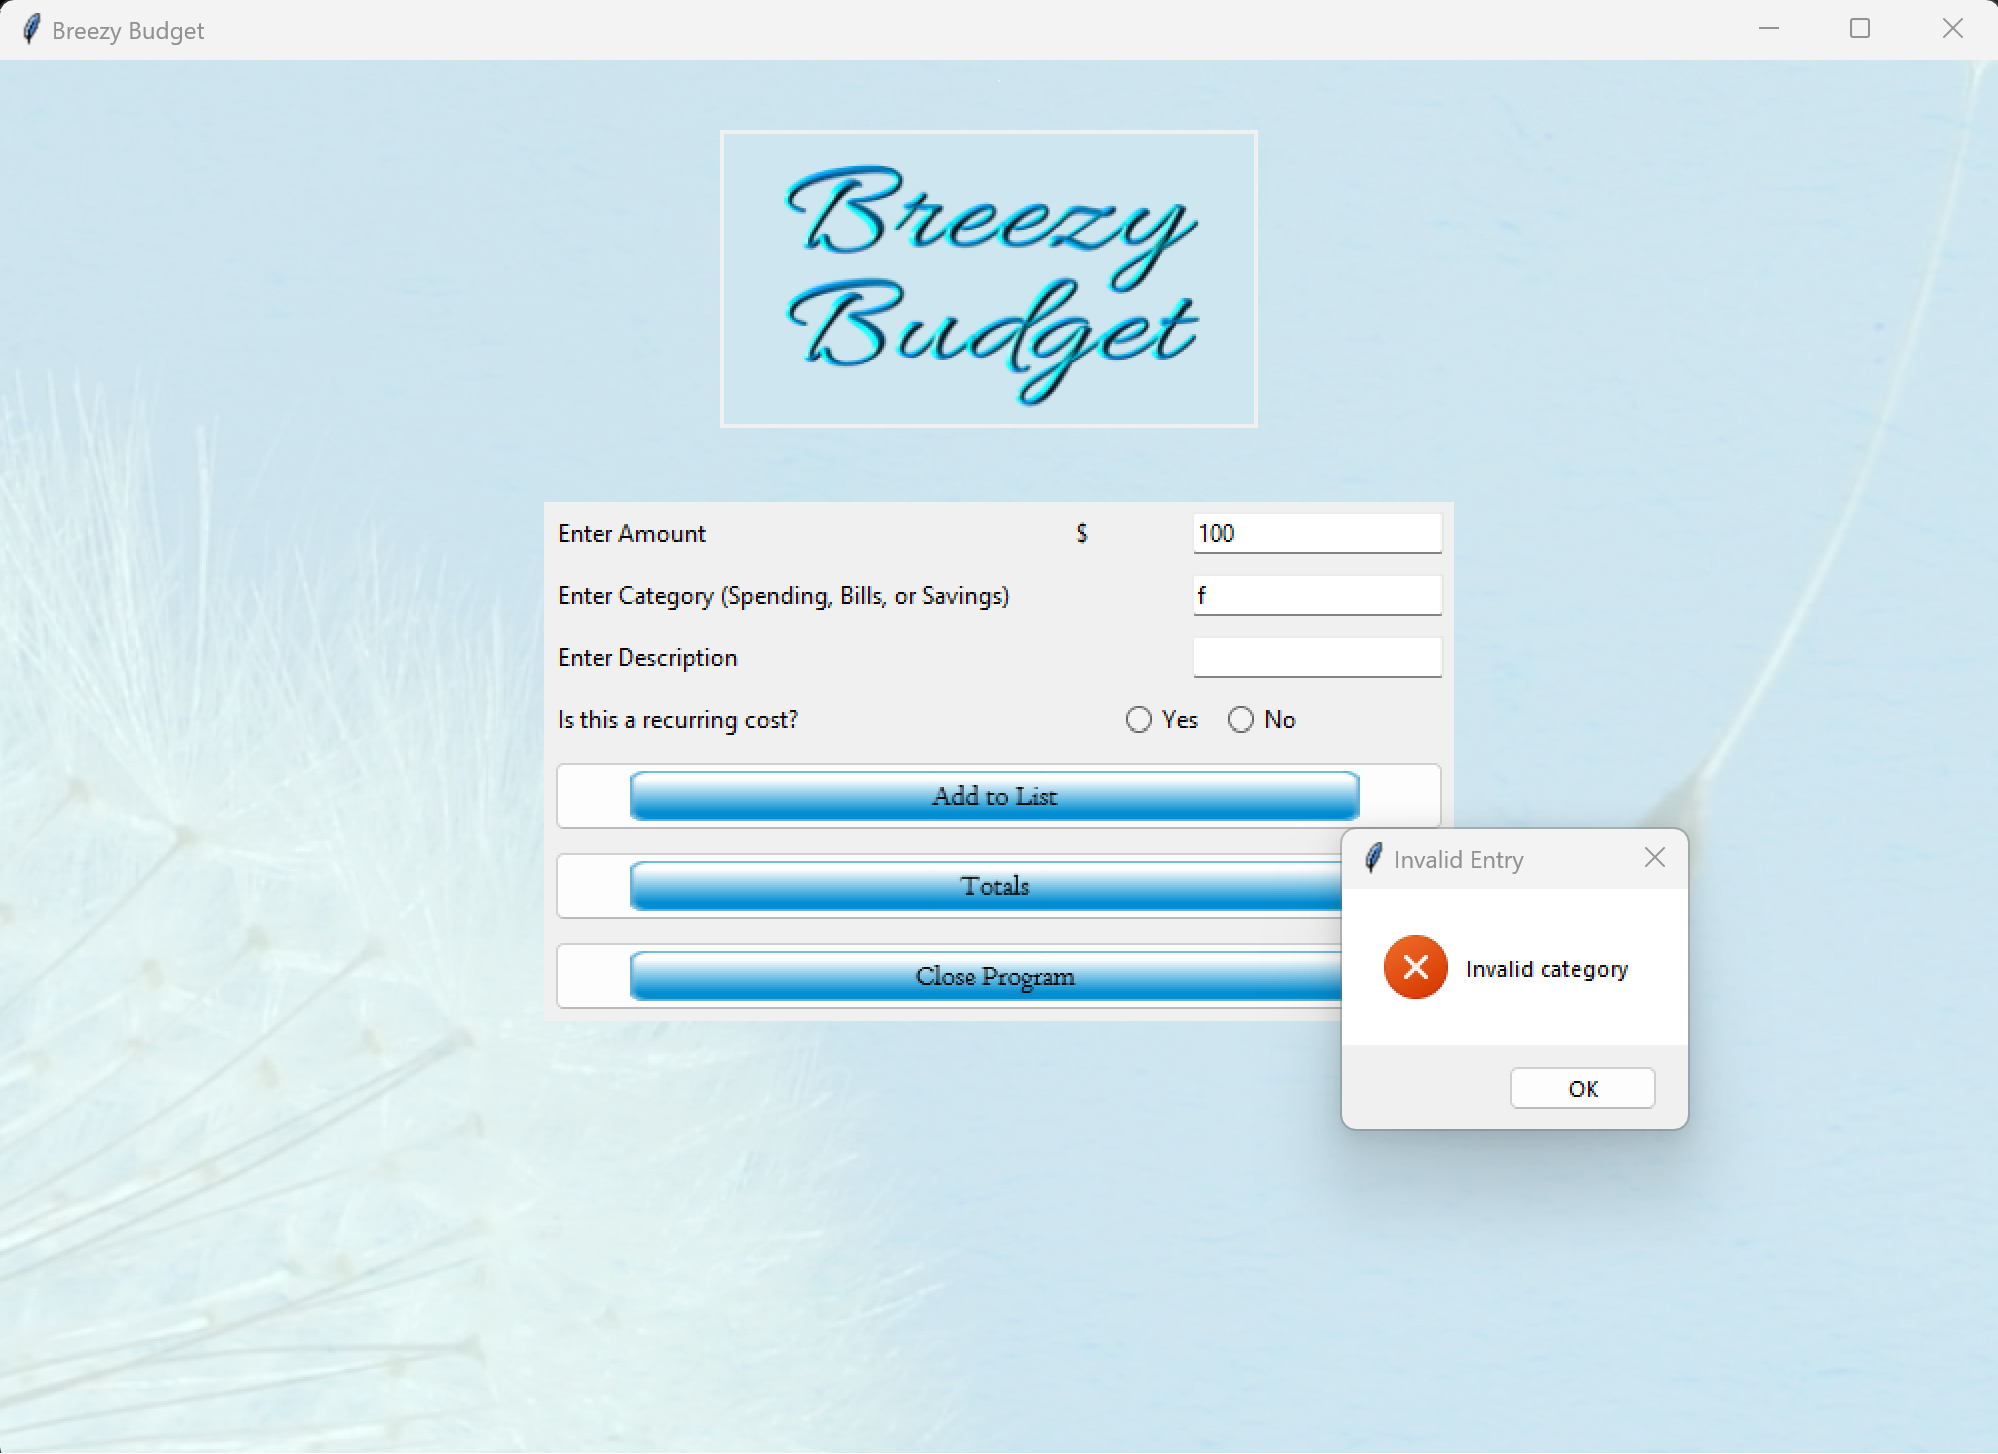 Breezy Budget
Breezy
Budget
Enter Amount $ 100
Enter Category (Spending, Bills, or Savings) f
Enter Description
Is this a recurring cost? Yes No
Add to List
Totals
Close Program
Invalid Entry
Invalid category
OK